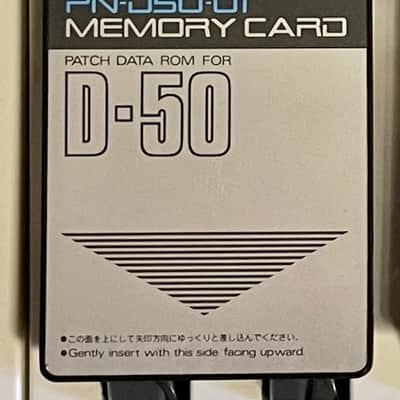 PN-D50-01
MEMORY CARD
PATCH DATA ROM FOR
D-50
●この面を上にして矢印方向にゆっくりと差し込んでください。
●Gently insert with this side facing upward.